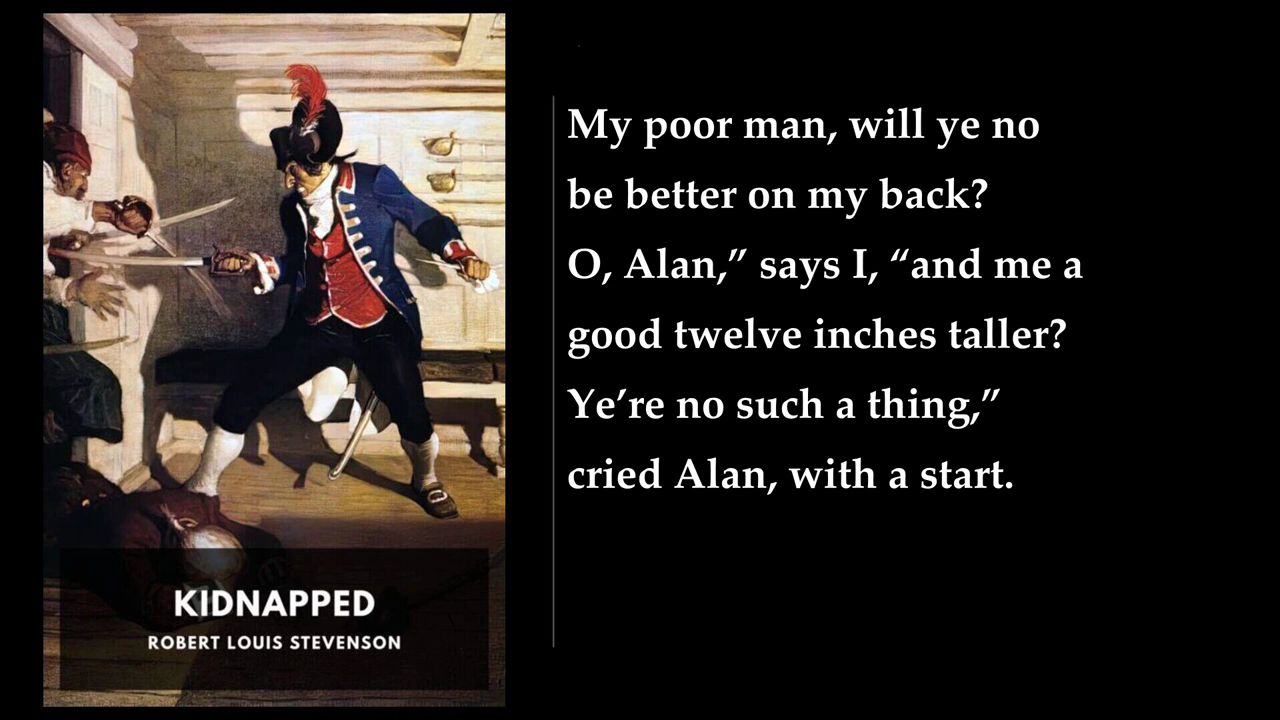 My poor man, will ye no
be better on my back?
O, Alan,” says I, “and me a
good twelve inches taller?
Ye’re no such a thing,”
cried Alan, with a start.
KIDNAPPED
ROBERT LOUIS STEVENSON